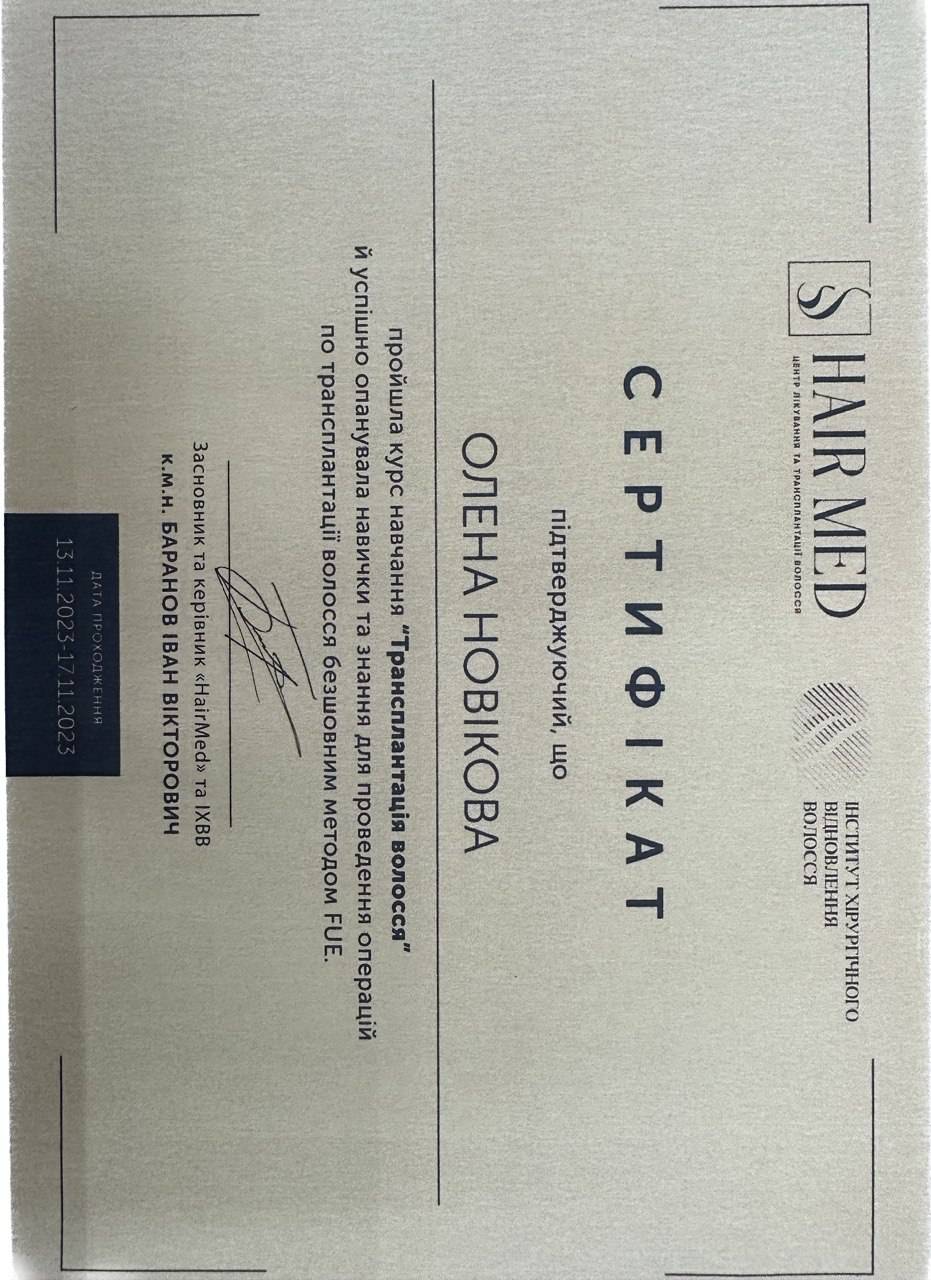 HAIR MED
ЦЕНТР ЛІКУВАННЯ ТА ТРАНСПЛАНТАЦІЇ ВОЛОССЯ
ІНСТИТУТ ХІРУРГІЧНОГО
ВІДНОВЛЕННЯ
ВОЛОССЯ
СЕРТИФІКАТ
підтверджуючий, що
ОЛЕНА НОВІКОВА
пройшла курс навчання “Трансплантація волосся”
й успішно опанувала навички та знання для проведення операцій
по трансплантації волосся безшовним методом FUE.
Засновник та керівник «HairMed» та ІХВВ
к.м.н. БАРАНОВ ІВАН ВІКТОРОВИЧ
ДАТА ПРОХОДЖЕННЯ
13.11.2023-17.11.2023